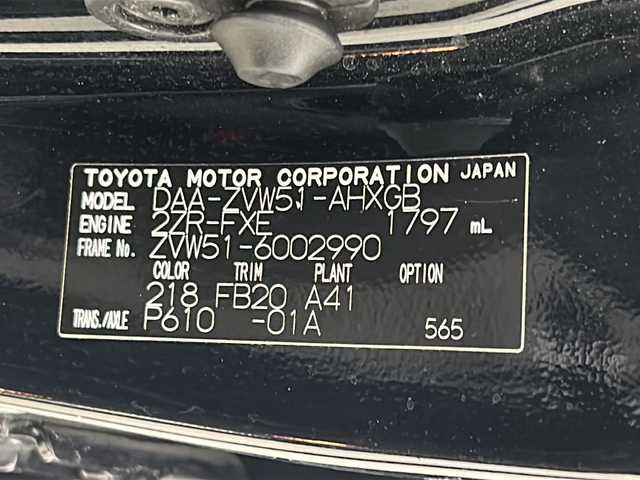 TOYOTA MOTOR CORPORATION JAPAN
MODEL DAA-ZVW51-AHXGB
ENGINE 2ZR-FXE 1797 mL
FRAME No. ZVW51-6002990
COLOR TRIM PLANT OPTION
218 FB20 A41
TRANS./AXLE P610 -01A 565